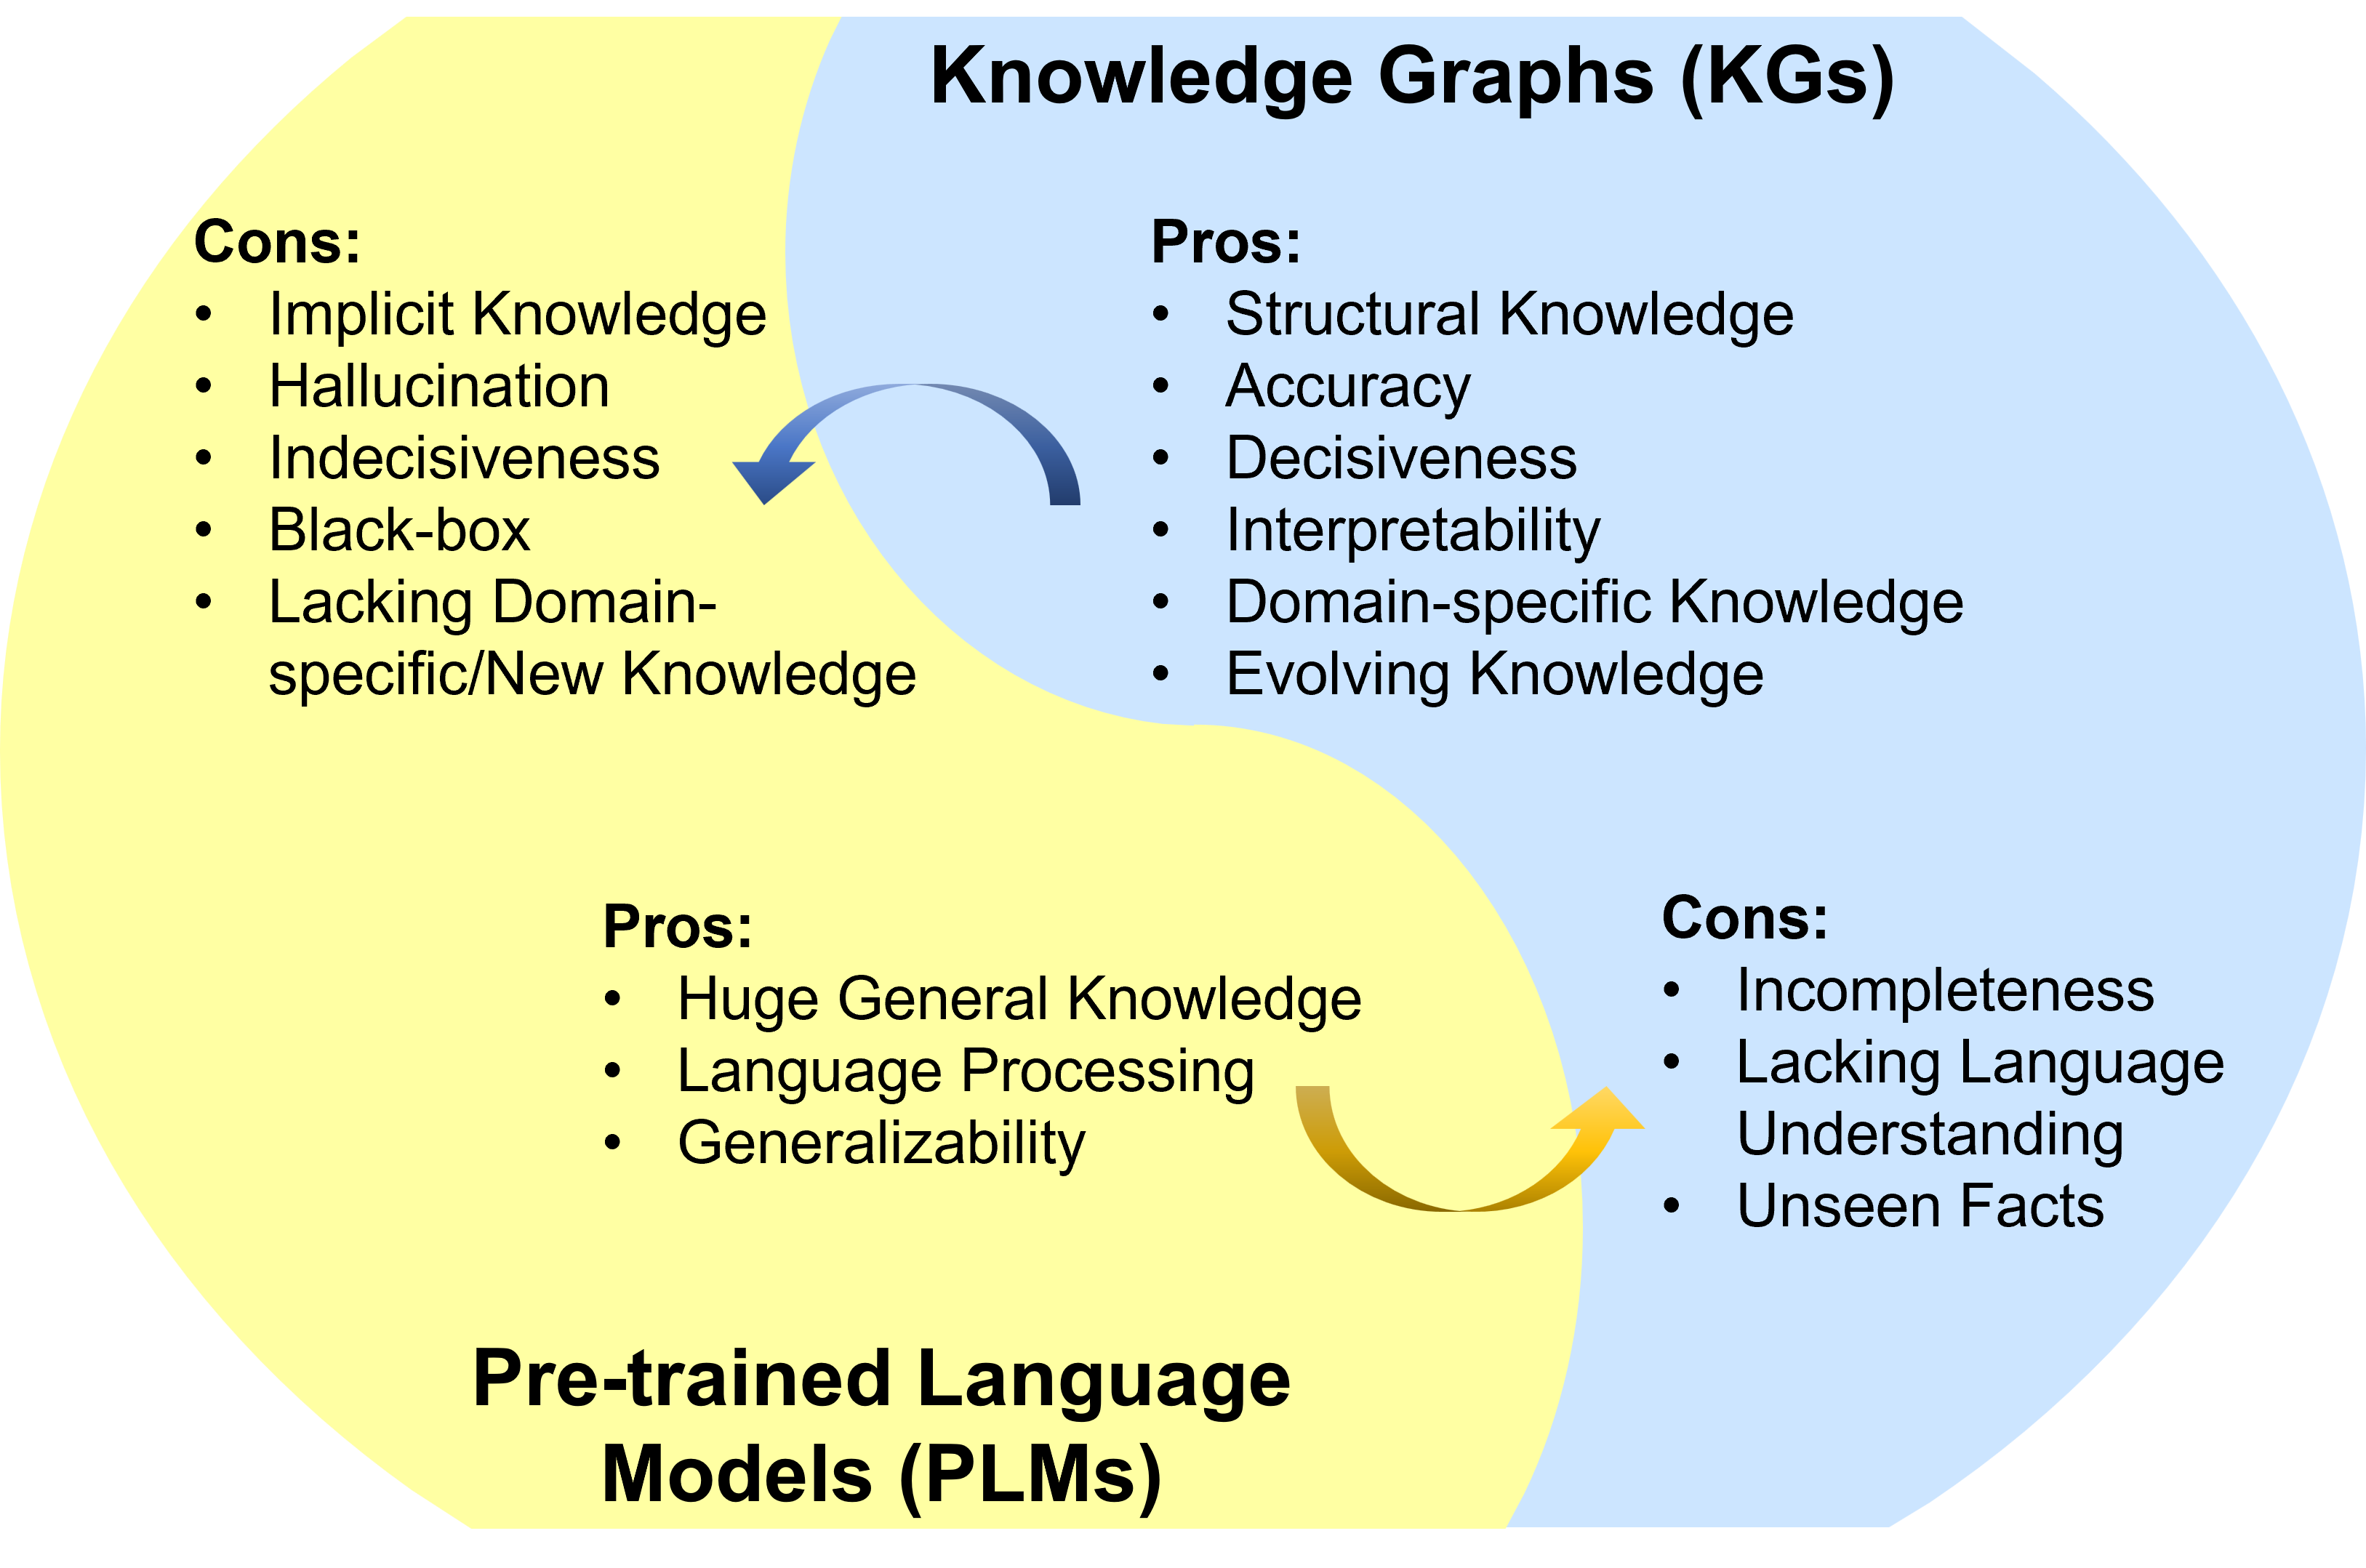 Knowledge Graphs (KGs)
Cons:
• Implicit Knowledge
• Hallucination
• Indecisiveness
• Black-box
• Lacking Domain-
specific/New Knowledge
Pros:
• Structural Knowledge
• Accuracy
• Decisiveness
• Interpretability
• Domain-specific Knowledge
• Evolving Knowledge
Pros:
• Huge General Knowledge
• Language Processing
• Generalizability
Cons:
• Incompleteness
• Lacking Language
Understanding
• Unseen Facts
Pre-trained Language
Models (PLMs)